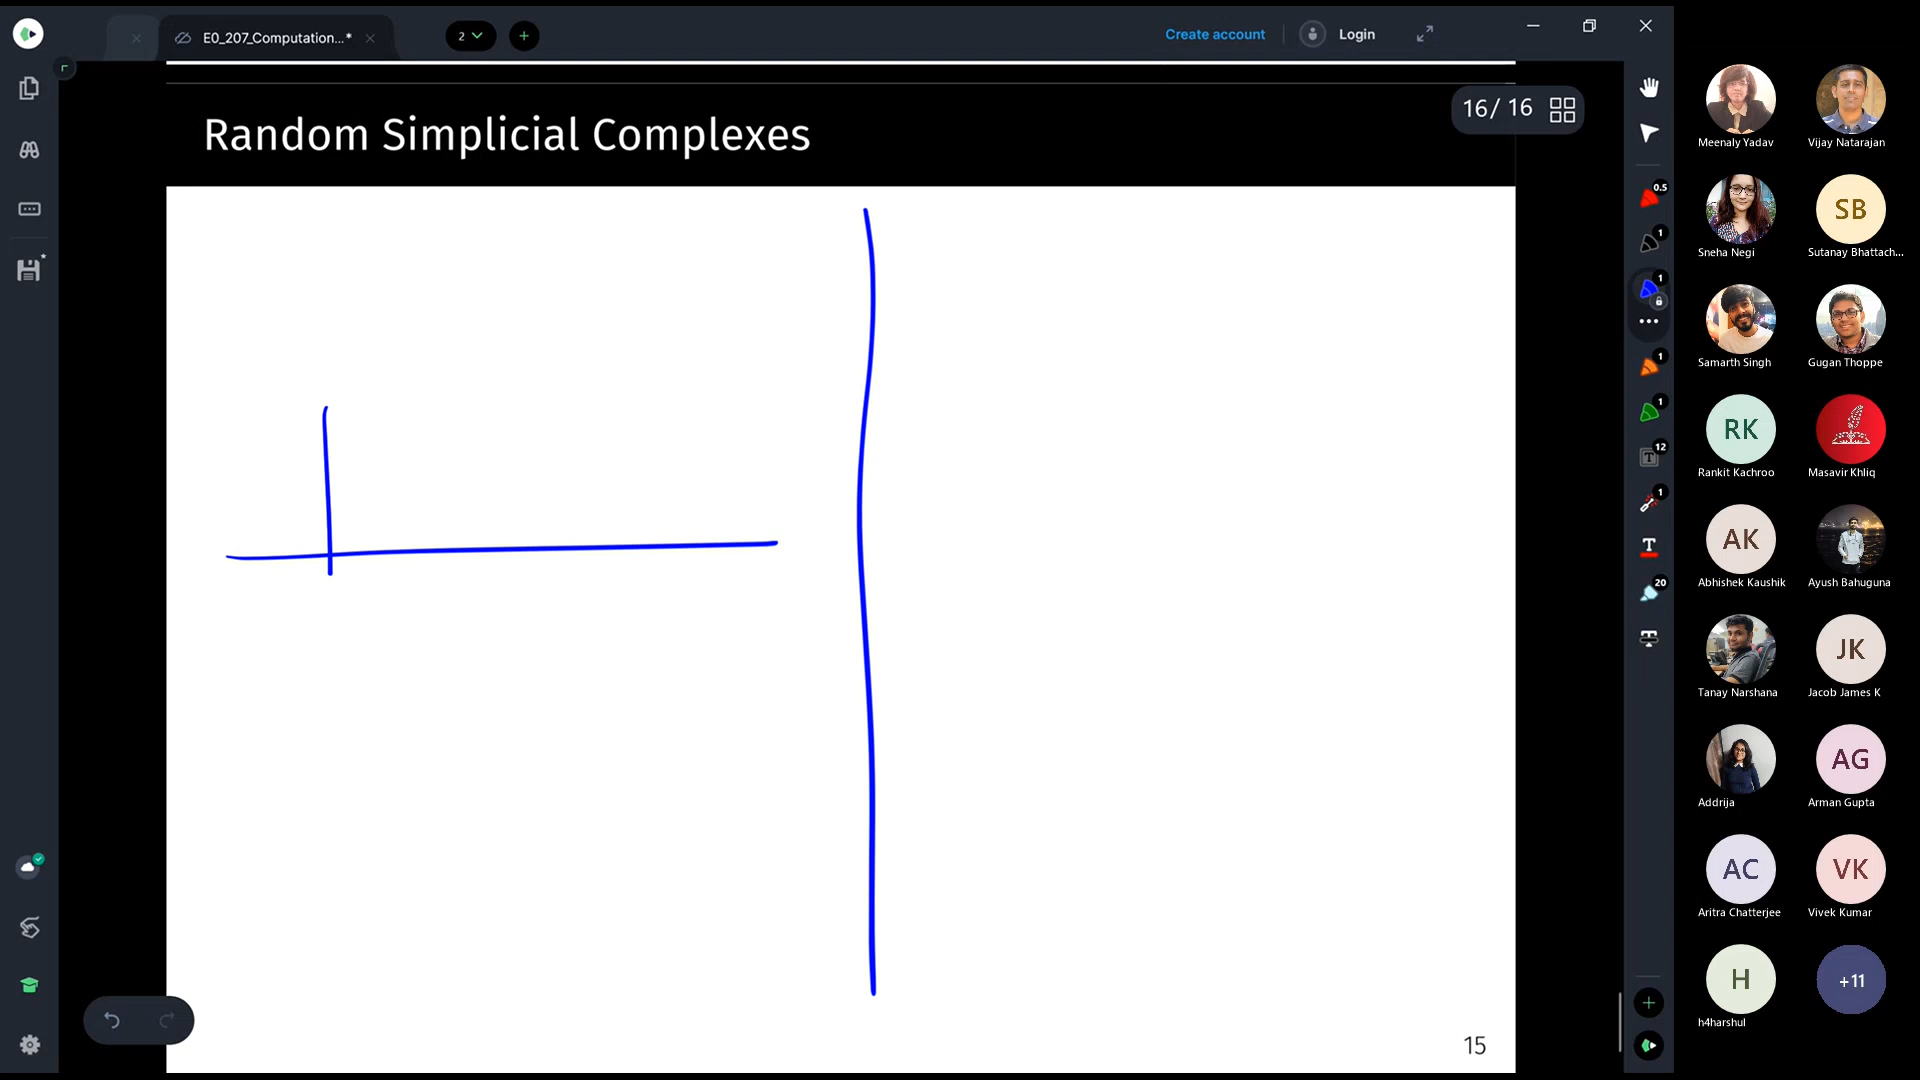 E0_207_Computation...*
2
Create account
Login
Random Simplicial Complexes
16/ 16
15
0.5
1
1
1
1
12
T
1
T
20
Meenaly Yadav
Vijay Natarajan
SB
Sneha Negi
Sutanay Bhattach...
Samarth Singh
Gugan Thoppe
RK
Rankit Kachroo
Masavir Khliq
AK
Abhishek Kaushik
Ayush Bahuguna
JK
Tanay Narshana
Jacob James K
AG
Addrija
Arman Gupta
AC
VK
Aritra Chatterjee
Vivek Kumar
H
+11
h4harshul